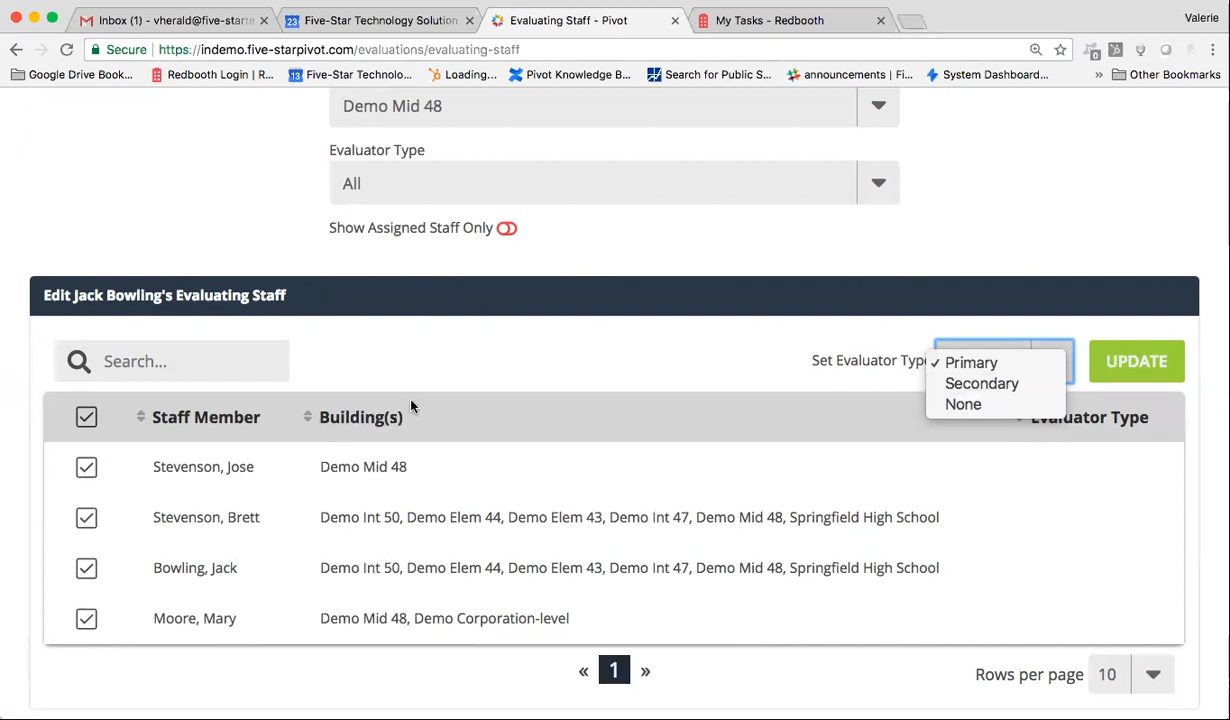 Inbox (1) - vherald@five-starte
Five-Star Technology Solution
Evaluating Staff - Pivot
My Tasks - Redbooth
Valerie
Secure
https://indemo.five-starpivot.com/evaluations/evaluating-staff
Google Drive Book...
Redbooth Login | R...
Five-Star Technolo...
Loading...
Pivot Knowledge B...
Search for Public S...
announcements | Fi...
System Dashboard...
» Other Bookmarks
Demo Mid 48
Evaluator Type
All
Show Assigned Staff Only
Edit Jack Bowling's Evaluating Staff
Search...
Set Evaluator Typ
Primary
Secondary
None
UPDATE
Staff Member Building(s) Evaluator Type
Stevenson, Jose Demo Mid 48
Stevenson, Brett Demo Int 50, Demo Elem 44, Demo Elem 43, Demo Int 47, Demo Mid 48, Springfield High School
Bowling, Jack Demo Int 50, Demo Elem 44, Demo Elem 43, Demo Int 47, Demo Mid 48, Springfield High School
Moore, Mary Demo Mid 48, Demo Corporation-level
« 1 »
Rows per page 10